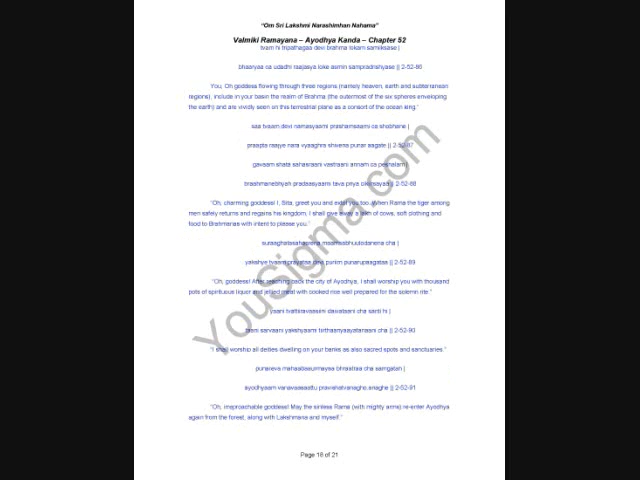 "Om Sri Lakshmi Narashimhan Nahama"
Valmiki Ramayana – Ayodhya Kanda – Chapter 52
tvam hi tripathagaa devi brahma lokam samiiksase |
bhaaryaa ca udadhi raajasya loke asmin sampradrshyase || 2-52-86
You, Oh goddess flowing through three regions (namely heaven, earth and subterranean
regions), include in your basin the realm of Brahma (the outermost of the six spheres enveloping
the earth) and are vividly seen on this terrestrial plane as a consort of the ocean king."
saa tvaam devi namasyaami prashamsaami ca shobhane |
praapta raajye nara vyaaghra shivena punar aagate || 2-52-87
gavaam shata sahasraani vastraani annam ca peshalam |
braahmanebhyah pradaasyaami tava priya cikiirsayaa || 2-52-88
"Oh, charming goddess! I, Sita, greet you and extol you too. When Rama the tiger among
men safely returns and regains his kingdom, I shall give away a lakh of cows, soft clothing and
food to Brahmanas with intent to please you."
suraaghatasahasrena maamsabhuutodanena cha |
yakshye tvaam prayataa devi puriim punarupaagataa || 2-52-89
"Oh, goddess! After reaching back the city of Ayodhya, I shall worship you with thousand
pots of spirituous liquor and jellied meat with cooked rice well prepared for the solemn rite."
yaani tvattiiravaasiini daivataani cha santi hi |
taani sarvaani yakshyaami tiirthaanyaayatanaani cha || 2-52-90
"I shall worship all deities dwelling on your banks as also sacred spots and sanctuaries."
punareva mahaabaahurmayaa bhraatraa cha samgatah |
ayodhyaam vanavaasaattu pravishatvanagho.anaghe || 2-52-91
"Oh, irreproachable goddess! May the sinless Rama (with mighty arms) re-enter Ayodhya
again from the forest, along with Lakshmana and myself."
YouSigma.com
Page 18 of 21